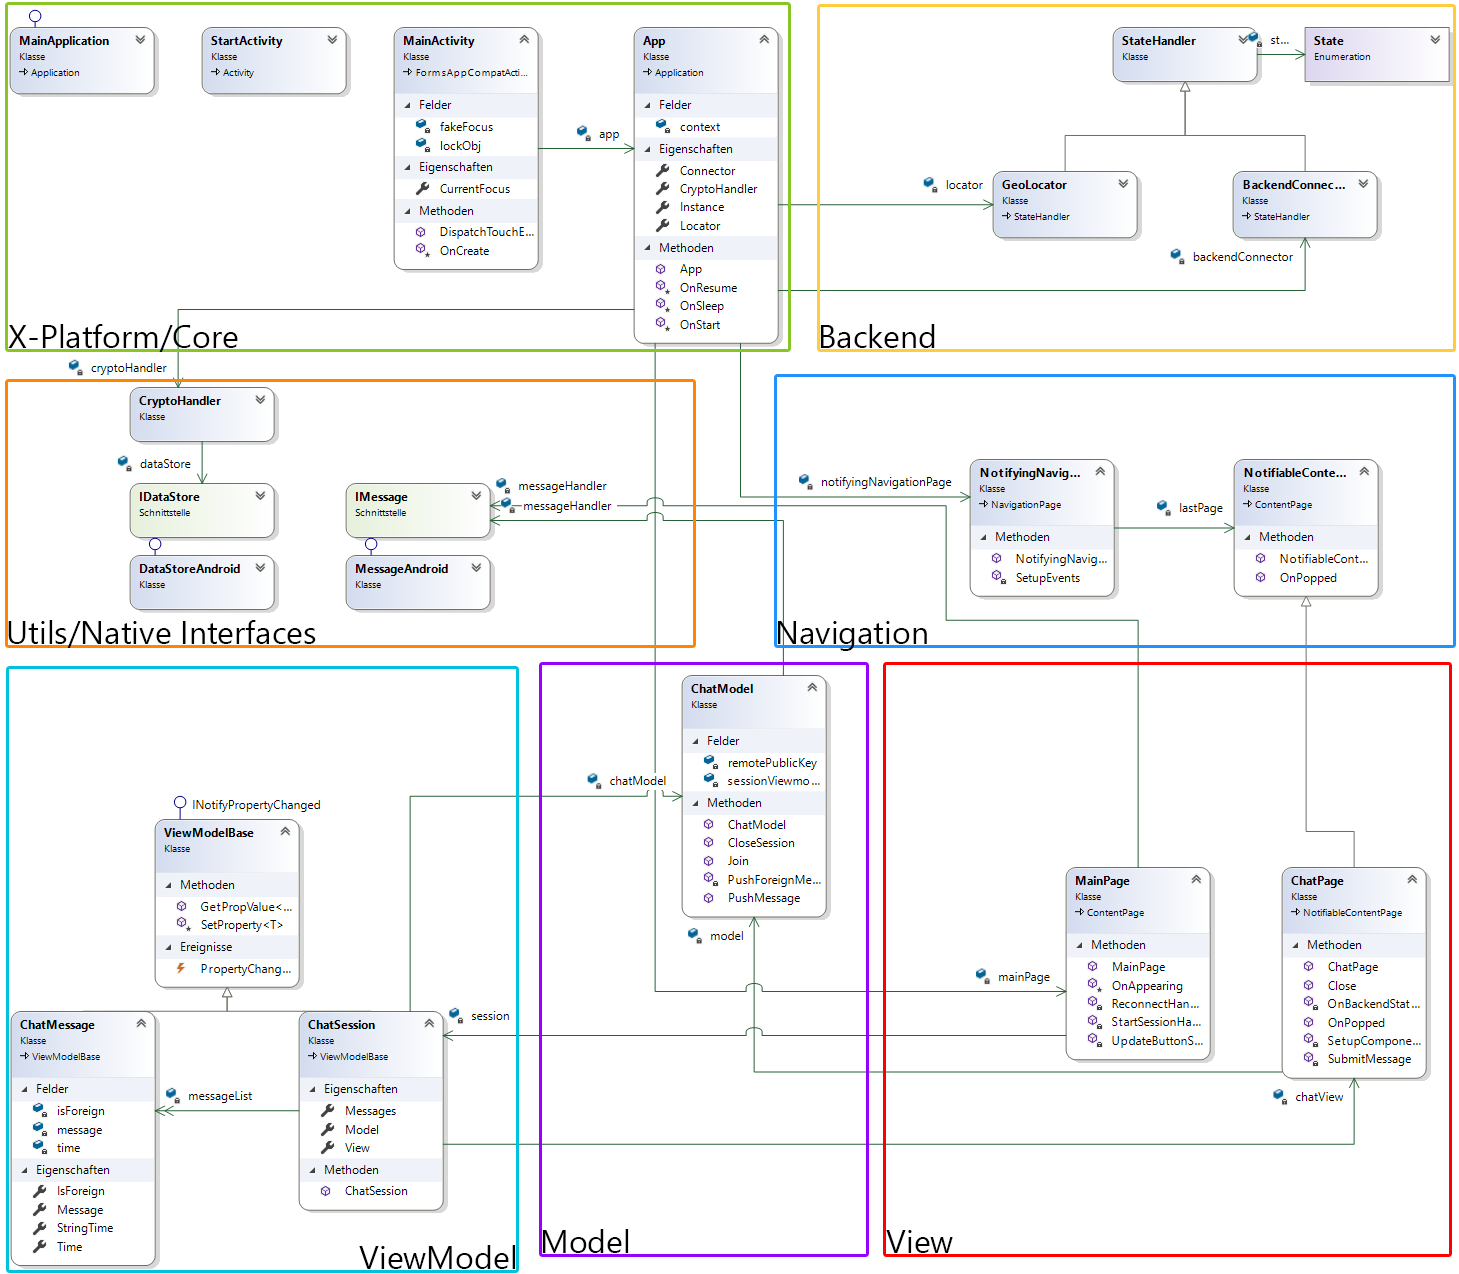 MainApplication
Klasse
Application
StartActivity
Klasse
Activity
MainActivity
Klasse
FormsAppCompatActi...
Felder
fakeFocus
lockObj
Eigenschaften
CurrentFocus
Methoden
DispatchTouchE...
OnCreate
app
App
Klasse
Application
Felder
context
Eigenschaften
Connector
CryptoHandler
Instance
Locator
Methoden
App
OnResume
OnSleep
OnStart
X-Platform/Core
StateHandler
Klasse
st...
State
Enumeration
locator
GeoLocator
Klasse
StateHandler
BackendConnec...
Klasse
StateHandler
backendConnector
Backend
cryptoHandler
CryptoHandler
Klasse
dataStore
IDataStore
Schnittstelle
DataStoreAndroid
Klasse
IMessage
Schnittstelle
MessageAndroid
Klasse
messageHandler
messageHandler
Utils/Native Interfaces
notifyingNavigationPage
NotifyingNavig...
Klasse
NavigationPage
Methoden
NotifyingNavig...
SetupEvents
lastPage
NotifiableConte...
Klasse
ContentPage
Methoden
NotifiableCont...
OnPopped
Navigation
INotifyPropertyChanged
ViewModelBase
Klasse
Methoden
GetPropValue<...
SetProperty<T>
Ereignisse
PropertyChang...
ChatMessage
Klasse
ViewModelBase
Felder
isForeign
message
time
Eigenschaften
IsForeign
Message
StringTime
Time
messageList
ChatSession
Klasse
ViewModelBase
Eigenschaften
Messages
Model
View
Methoden
ChatSession
session
ViewModel
chatModel
ChatModel
Klasse
Felder
remotePublicKey
sessionViewmo...
Methoden
ChatModel
CloseSession
Join
PushForeignMe...
PushMessage
model
Model
mainPage
MainPage
Klasse
ContentPage
Methoden
MainPage
OnAppearing
ReconnectHan...
StartSessionHa...
UpdateButtonS...
ChatPage
Klasse
NotifiableContentPage
Methoden
ChatPage
Close
OnBackendStat...
OnPopped
SetupCompone...
SubmitMessage
chatView
View